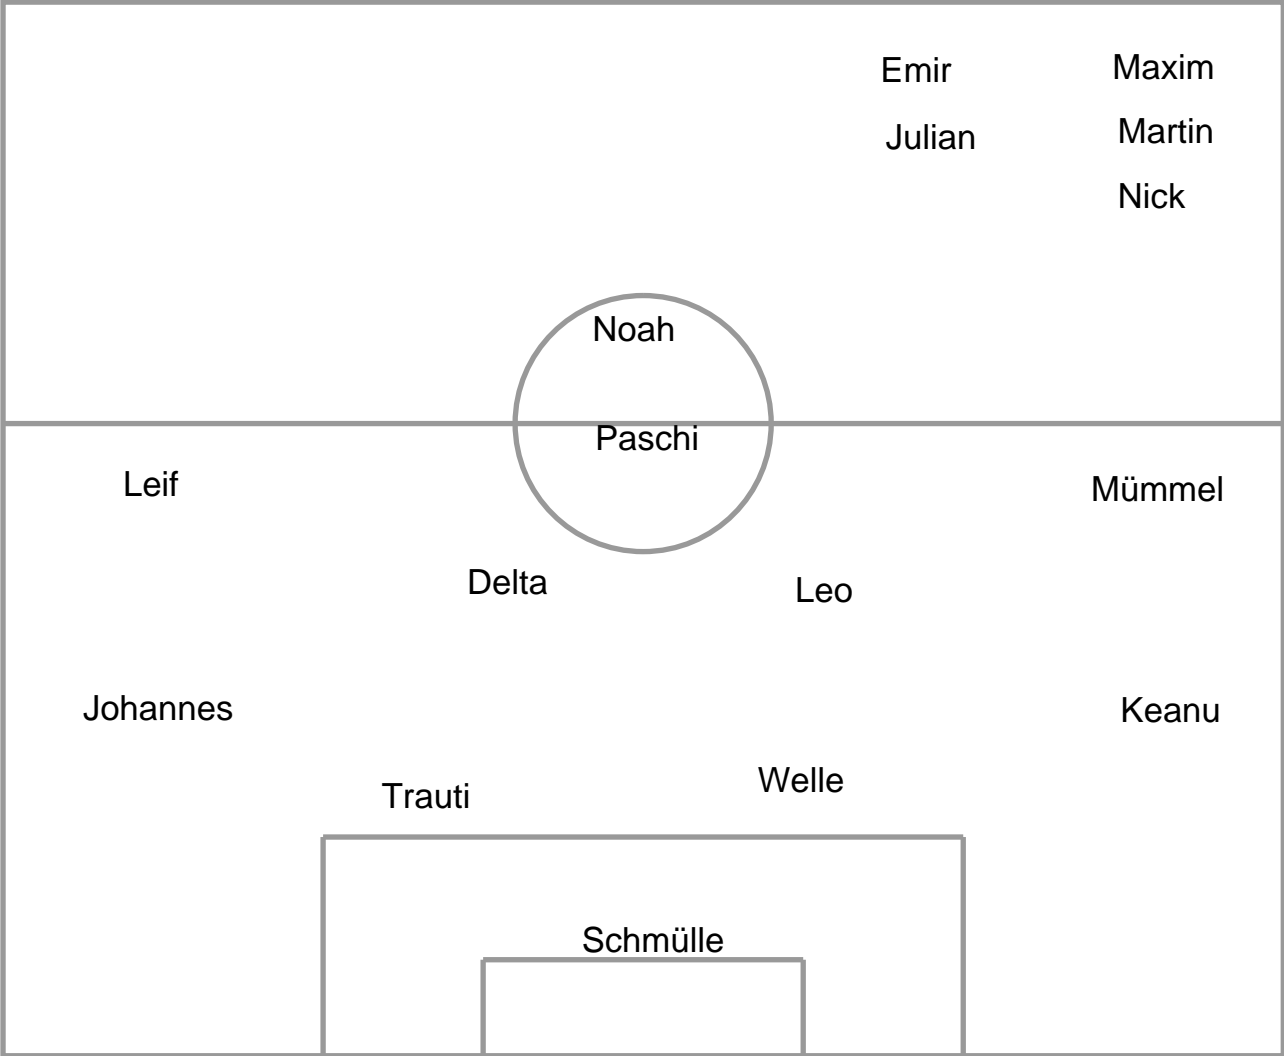 Emir Maxim
Julian Martin
Nick
Noah
Paschi
Leif Mümmel
Delta Leo
Johannes Keanu
Trauti Welle
Schmülle